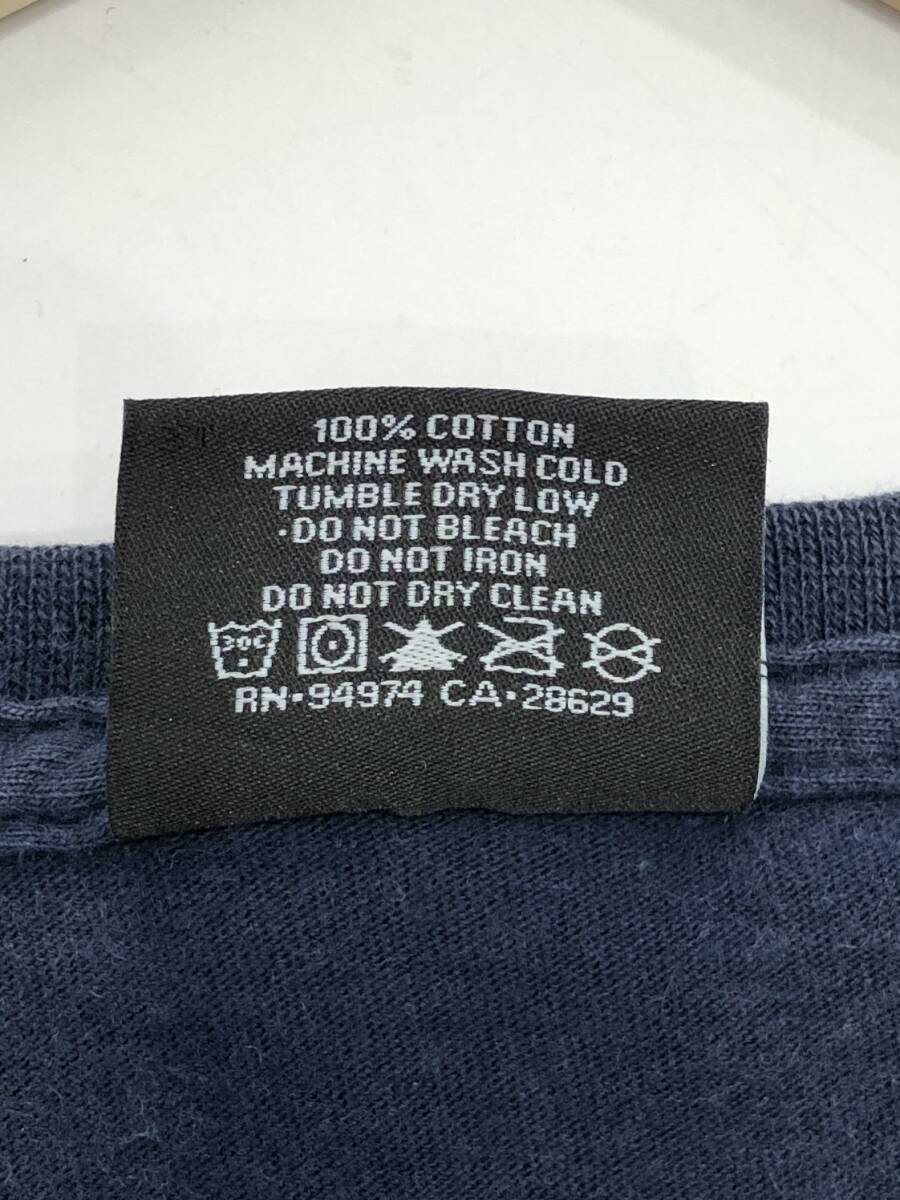 100% COTTON
MACHINE WASH COLD
TUMBLE DRY LOW
·DO NOT BLEACH
DO NOT IRON
DO NOT DRY CLEAN
30C
RN·94974 CA·28629